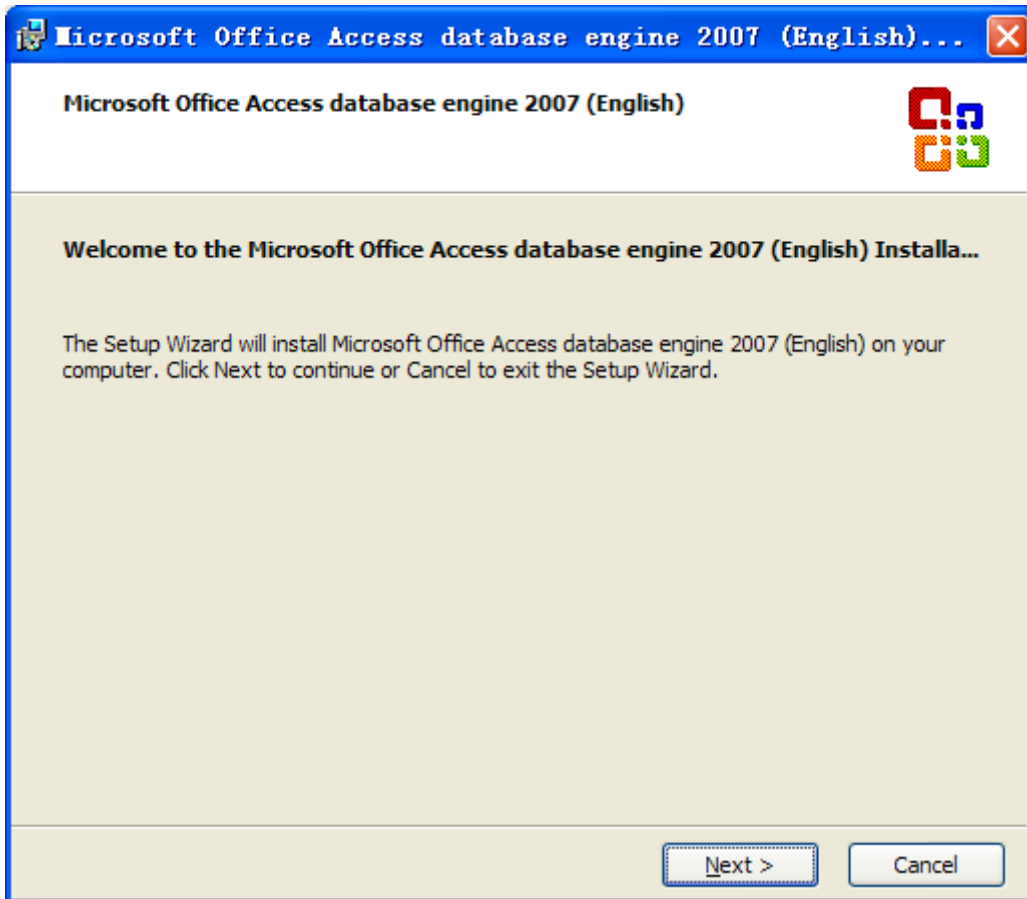 Microsoft Office Access database engine 2007 (English)...
Microsoft Office Access database engine 2007 (English)
Welcome to the Microsoft Office Access database engine 2007 (English) Installa...
The Setup Wizard will install Microsoft Office Access database engine 2007 (English) on your
computer. Click Next to continue or Cancel to exit the Setup Wizard.
Next >
Cancel